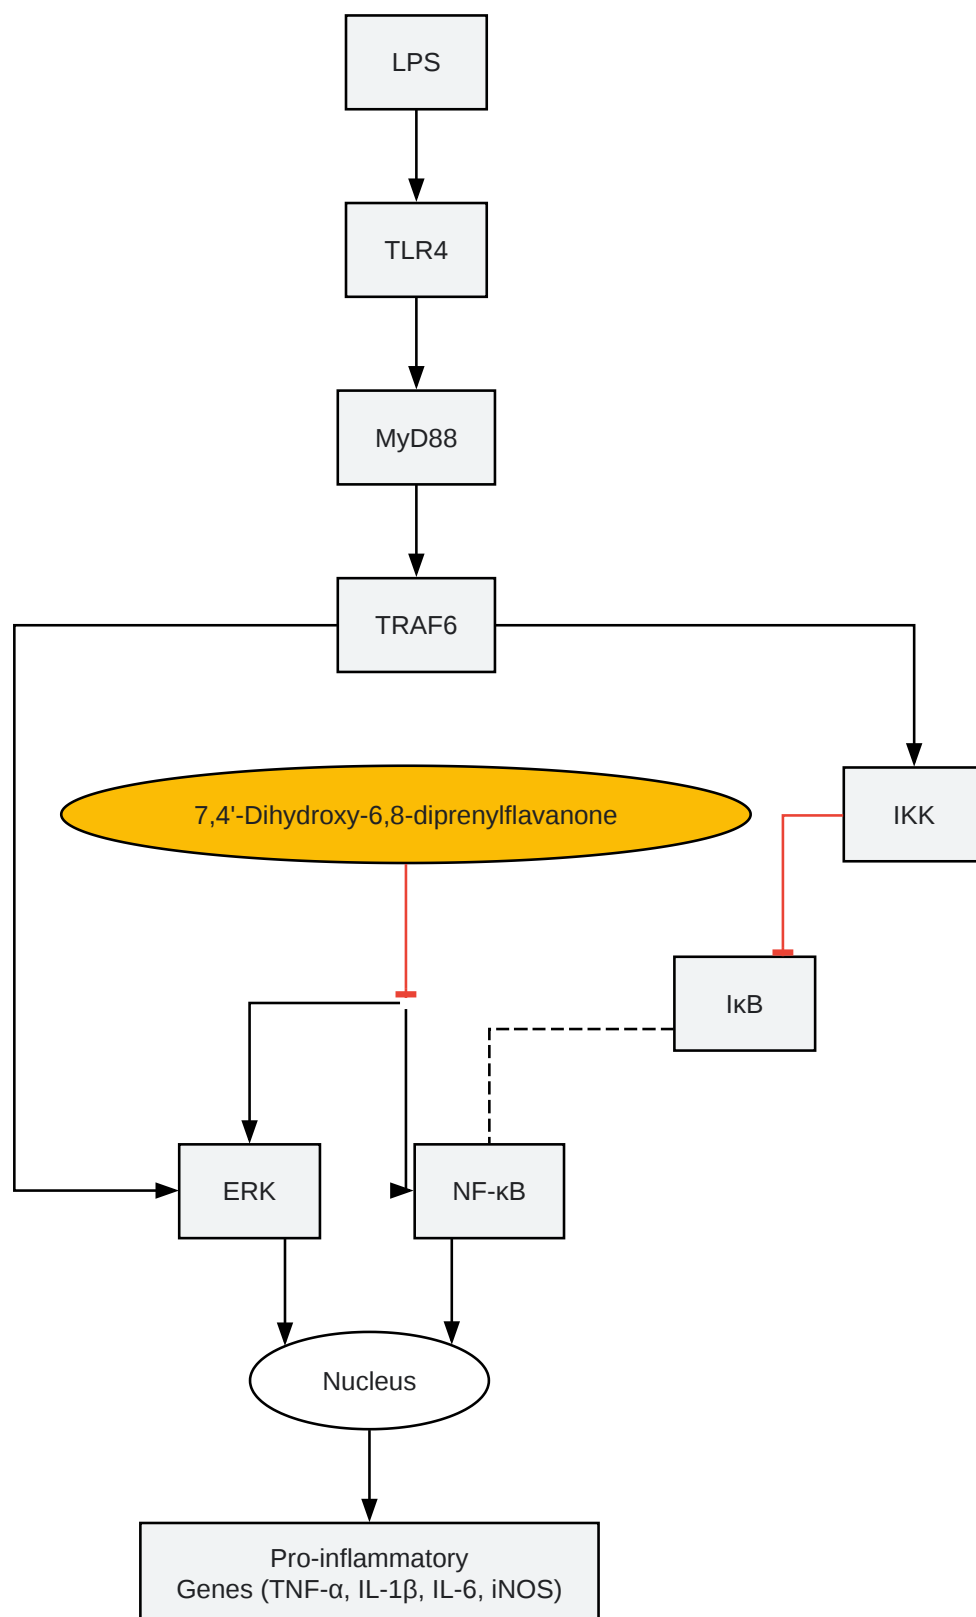 LPS
TLR4
MyD88
TRAF6
7,4'-Dihydroxy-6,8-diprenylflavanone
IKK
IκB
ERK
NF-κB
Nucleus
Pro-inflammatory
Genes (TNF-α, IL-1β, IL-6, iNOS)